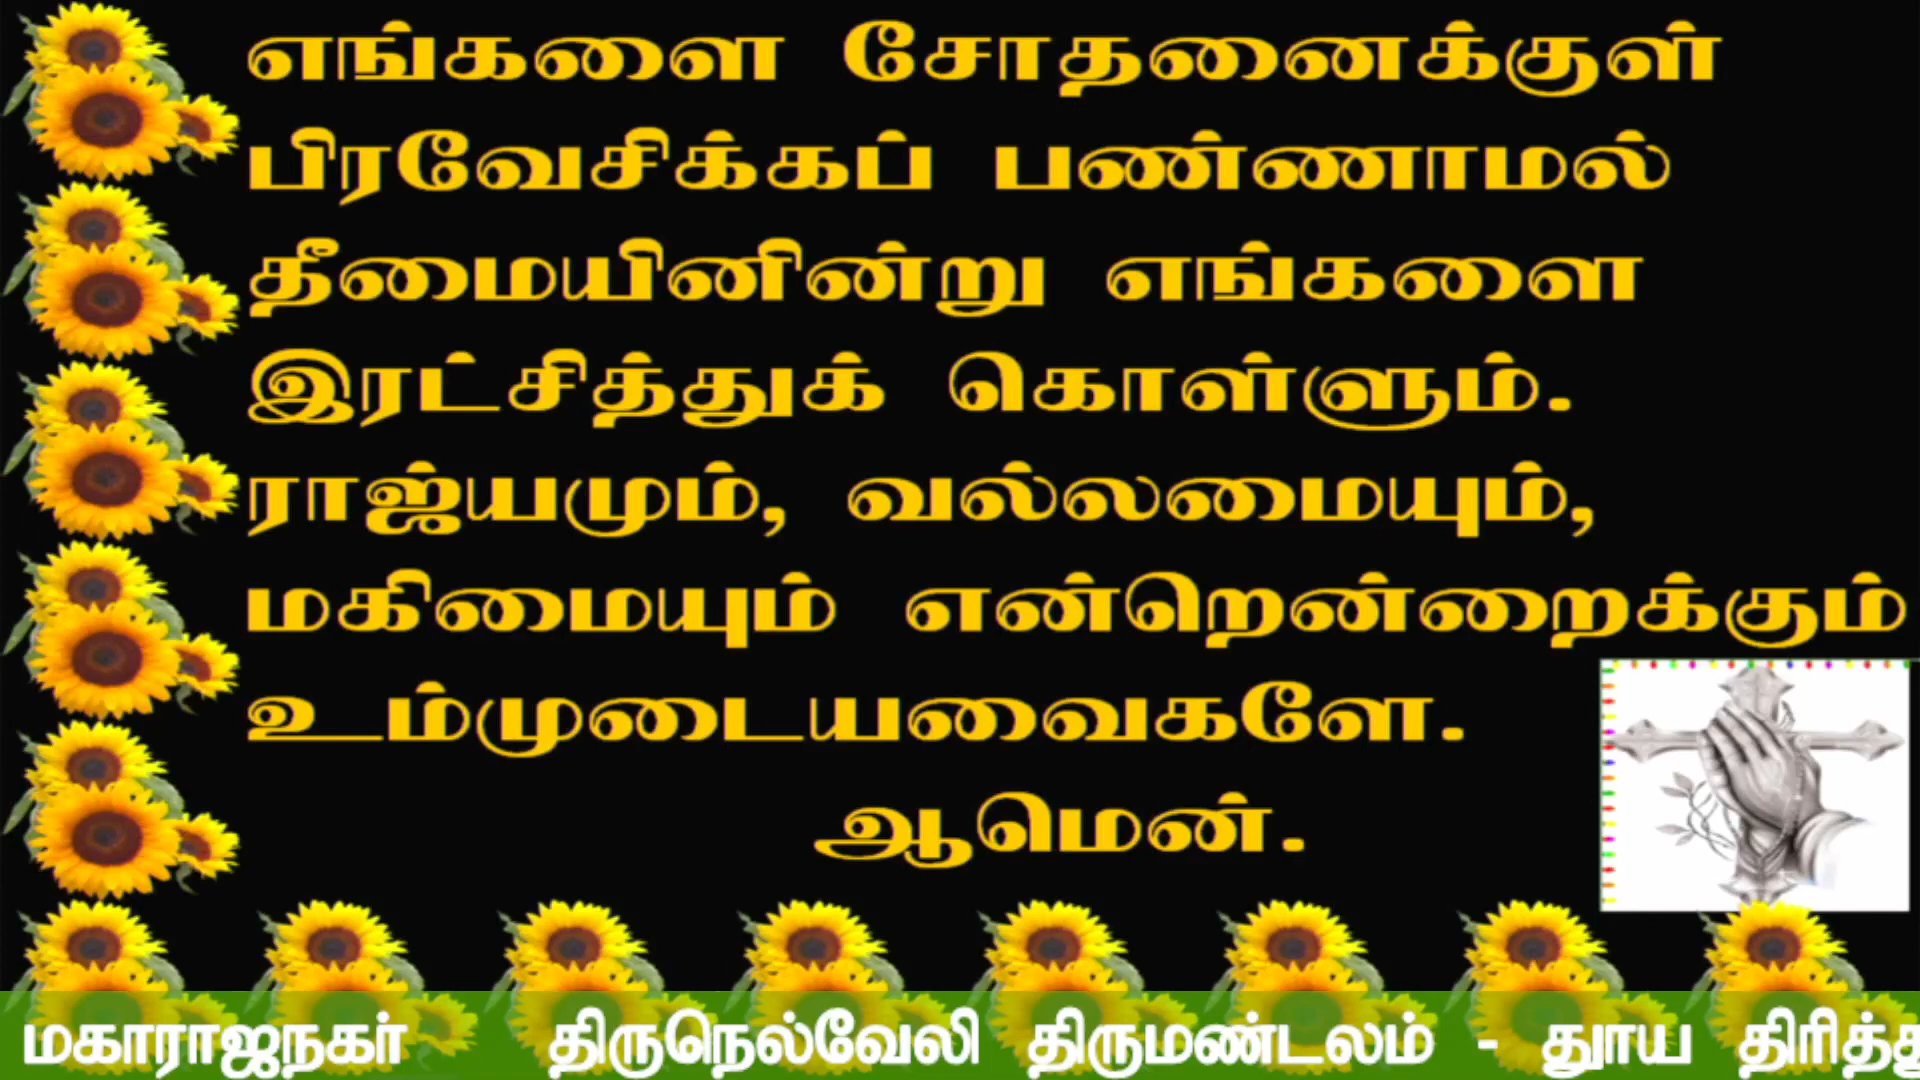 எங்களை சோதனைக்குள்
பிரவேசிக்கப் பண்ணாமல்
தீமையினின்று எங்களை
இரட்சித்துக் கொள்ளும்.
ராஜ்யமும், வல்லமையும்,
மகிமையும் என்றென்றைக்கும்
உம்முடையவைகளே.
ஆமென்.
மகாராஜநகர் திருநெல்வேலி திருமண்டலம் - தூய